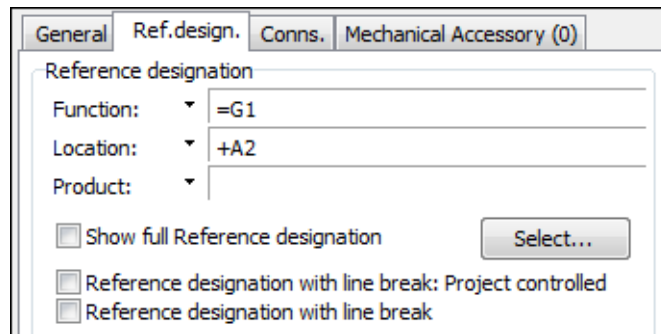 General Ref.design. Conns. Mechanical Accessory (0)
Reference designation
Function: =G1
Location: +A2
Product:
Show full Reference designation Select...
Reference designation with line break: Project controlled
Reference designation with line break